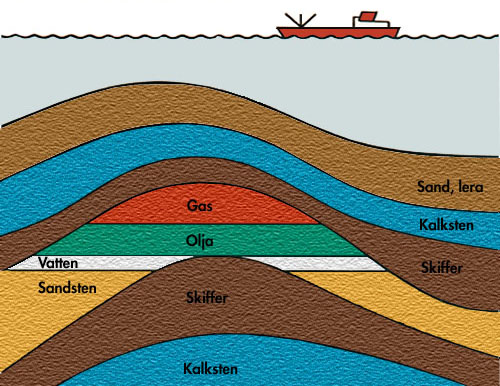 Sand, lera
Gas
Kalksten
Olja
Vatten
Skiffer
Sandsten
Skiffer
Kalksten